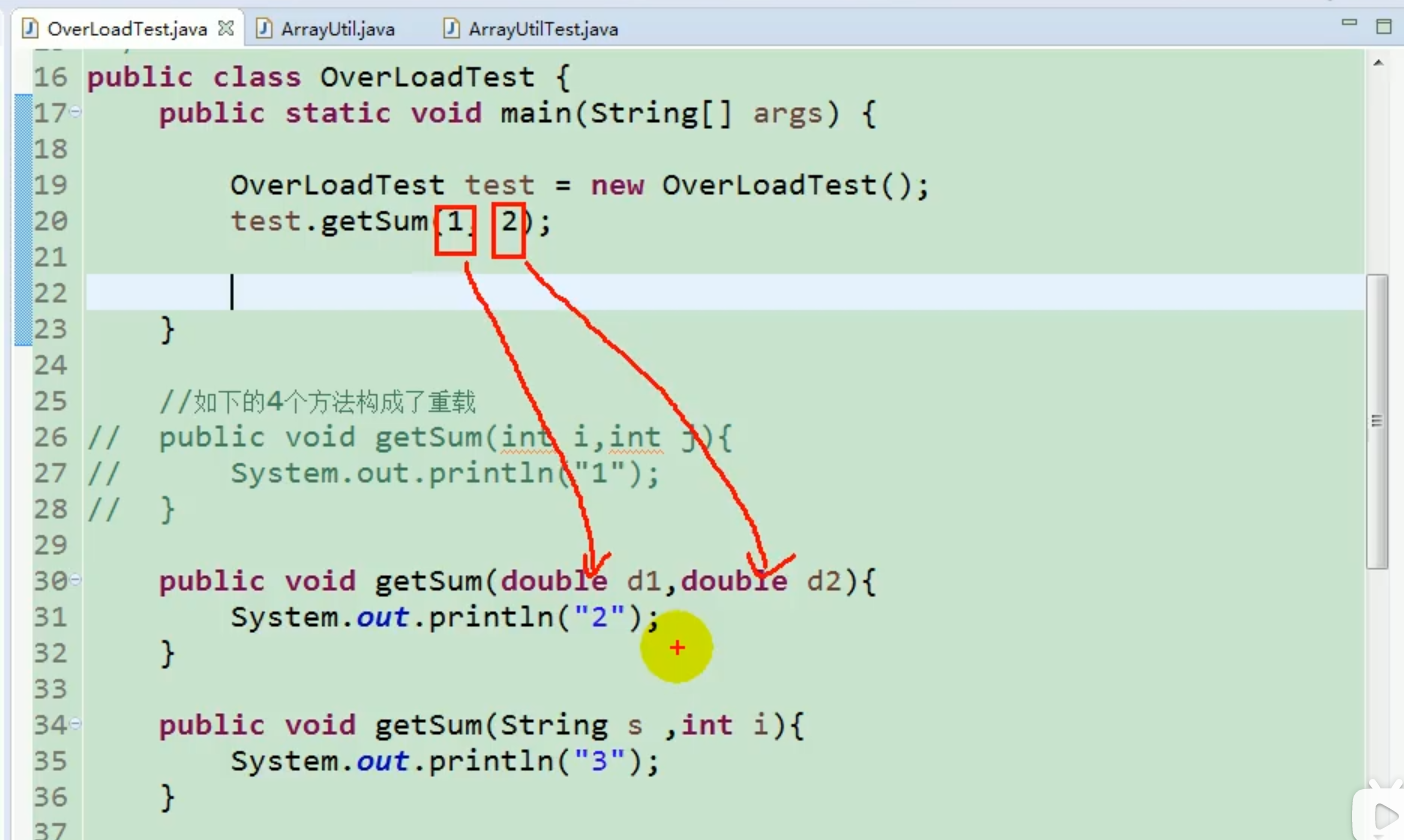 OverLoadTest.java ArrayUtil.java ArrayUtilTest.java
16 public class OverLoadTest {
17 public static void main(String[] args) {
18
19 OverLoadTest test = new OverLoadTest();
20 test.getSum(1, 2);
21
22
23 }
24
25 //如下的4个方法构成了重载
26 // public void getSum(int i,int j){
27 // System.out.println("1");
28 // }
29
30 public void getSum(double d1,double d2){
31 System.out.println("2");
32 }
33
34 public void getSum(String s ,int i){
35 System.out.println("3");
36 }
37